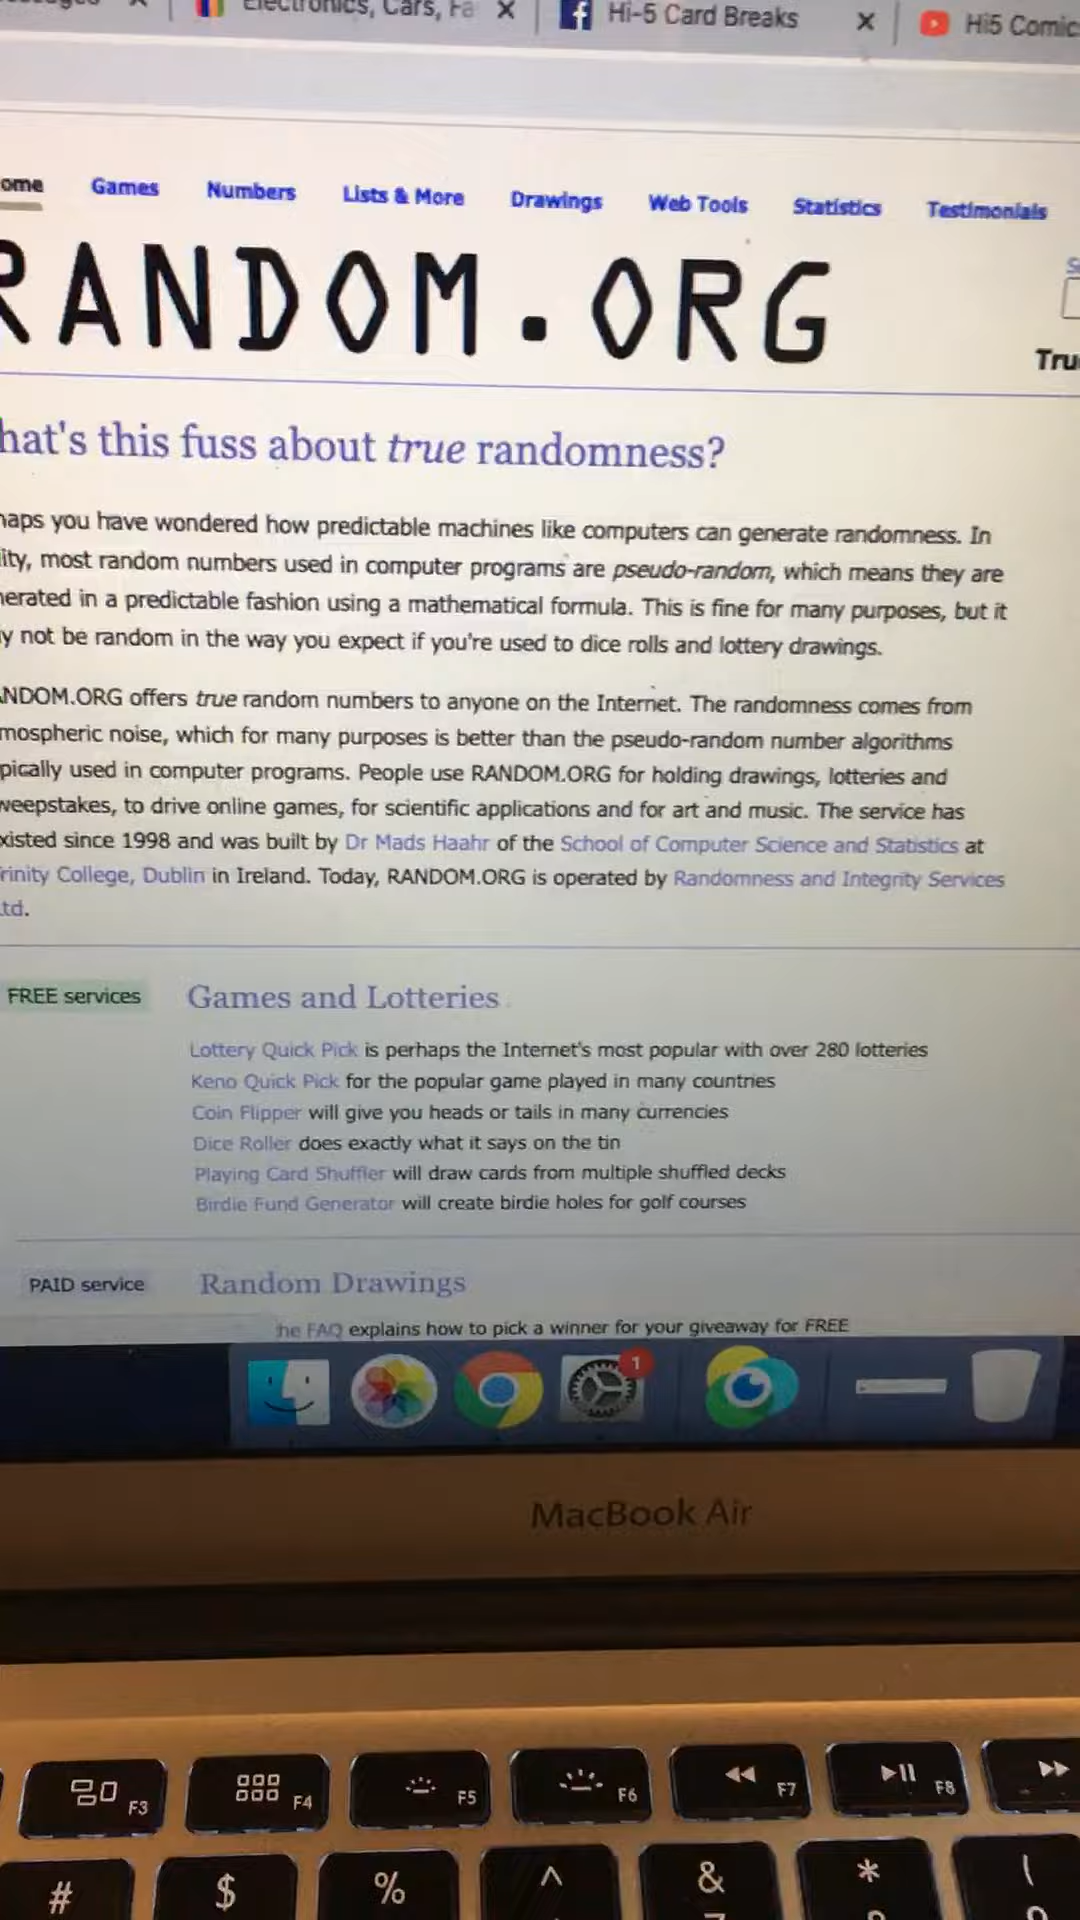 Electronics, Cars, Fa X
Hi-5 Card Breaks X
Hi5 Comic
ome Games Numbers Lists & More Drawings Web Tools Statistics Testimonials
RANDOM.ORG
Tru
hat's this fuss about true randomness?
haps you have wondered how predictable machines like computers can generate randomness. In
lity, most random numbers used in computer programs are pseudo-random, which means they are
nerated in a predictable fashion using a mathematical formula. This is fine for many purposes, but it
y not be random in the way you expect if you're used to dice rolls and lottery drawings.
ANDOM.ORG offers true random numbers to anyone on the Internet. The randomness comes from
mospheric noise, which for many purposes is better than the pseudo-random number algorithms
pically used in computer programs. People use RANDOM.ORG for holding drawings, lotteries and
weepstakes, to drive online games, for scientific applications and for art and music. The service has
xisted since 1998 and was built by Dr Mads Haahr of the School of Computer Science and Statistics at
rinity College, Dublin in Ireland. Today, RANDOM.ORG is operated by Randomness and Integrity Services
td.
FREE services Games and Lotteries
Lottery Quick Pick is perhaps the Internet's most popular with over 280 lotteries
Keno Quick Pick for the popular game played in many countries
Coin Flipper will give you heads or tails in many currencies
Dice Roller does exactly what it says on the tin
Playing Card Shuffler will draw cards from multiple shuffled decks
Birdie Fund Generator will create birdie holes for golf courses
PAID service Random Drawings
he FAQ explains how to pick a winner for your giveaway for FREE
1
MacBook Air
F3 F4 F5 F6 F7 F8
# $ % ^ & * (